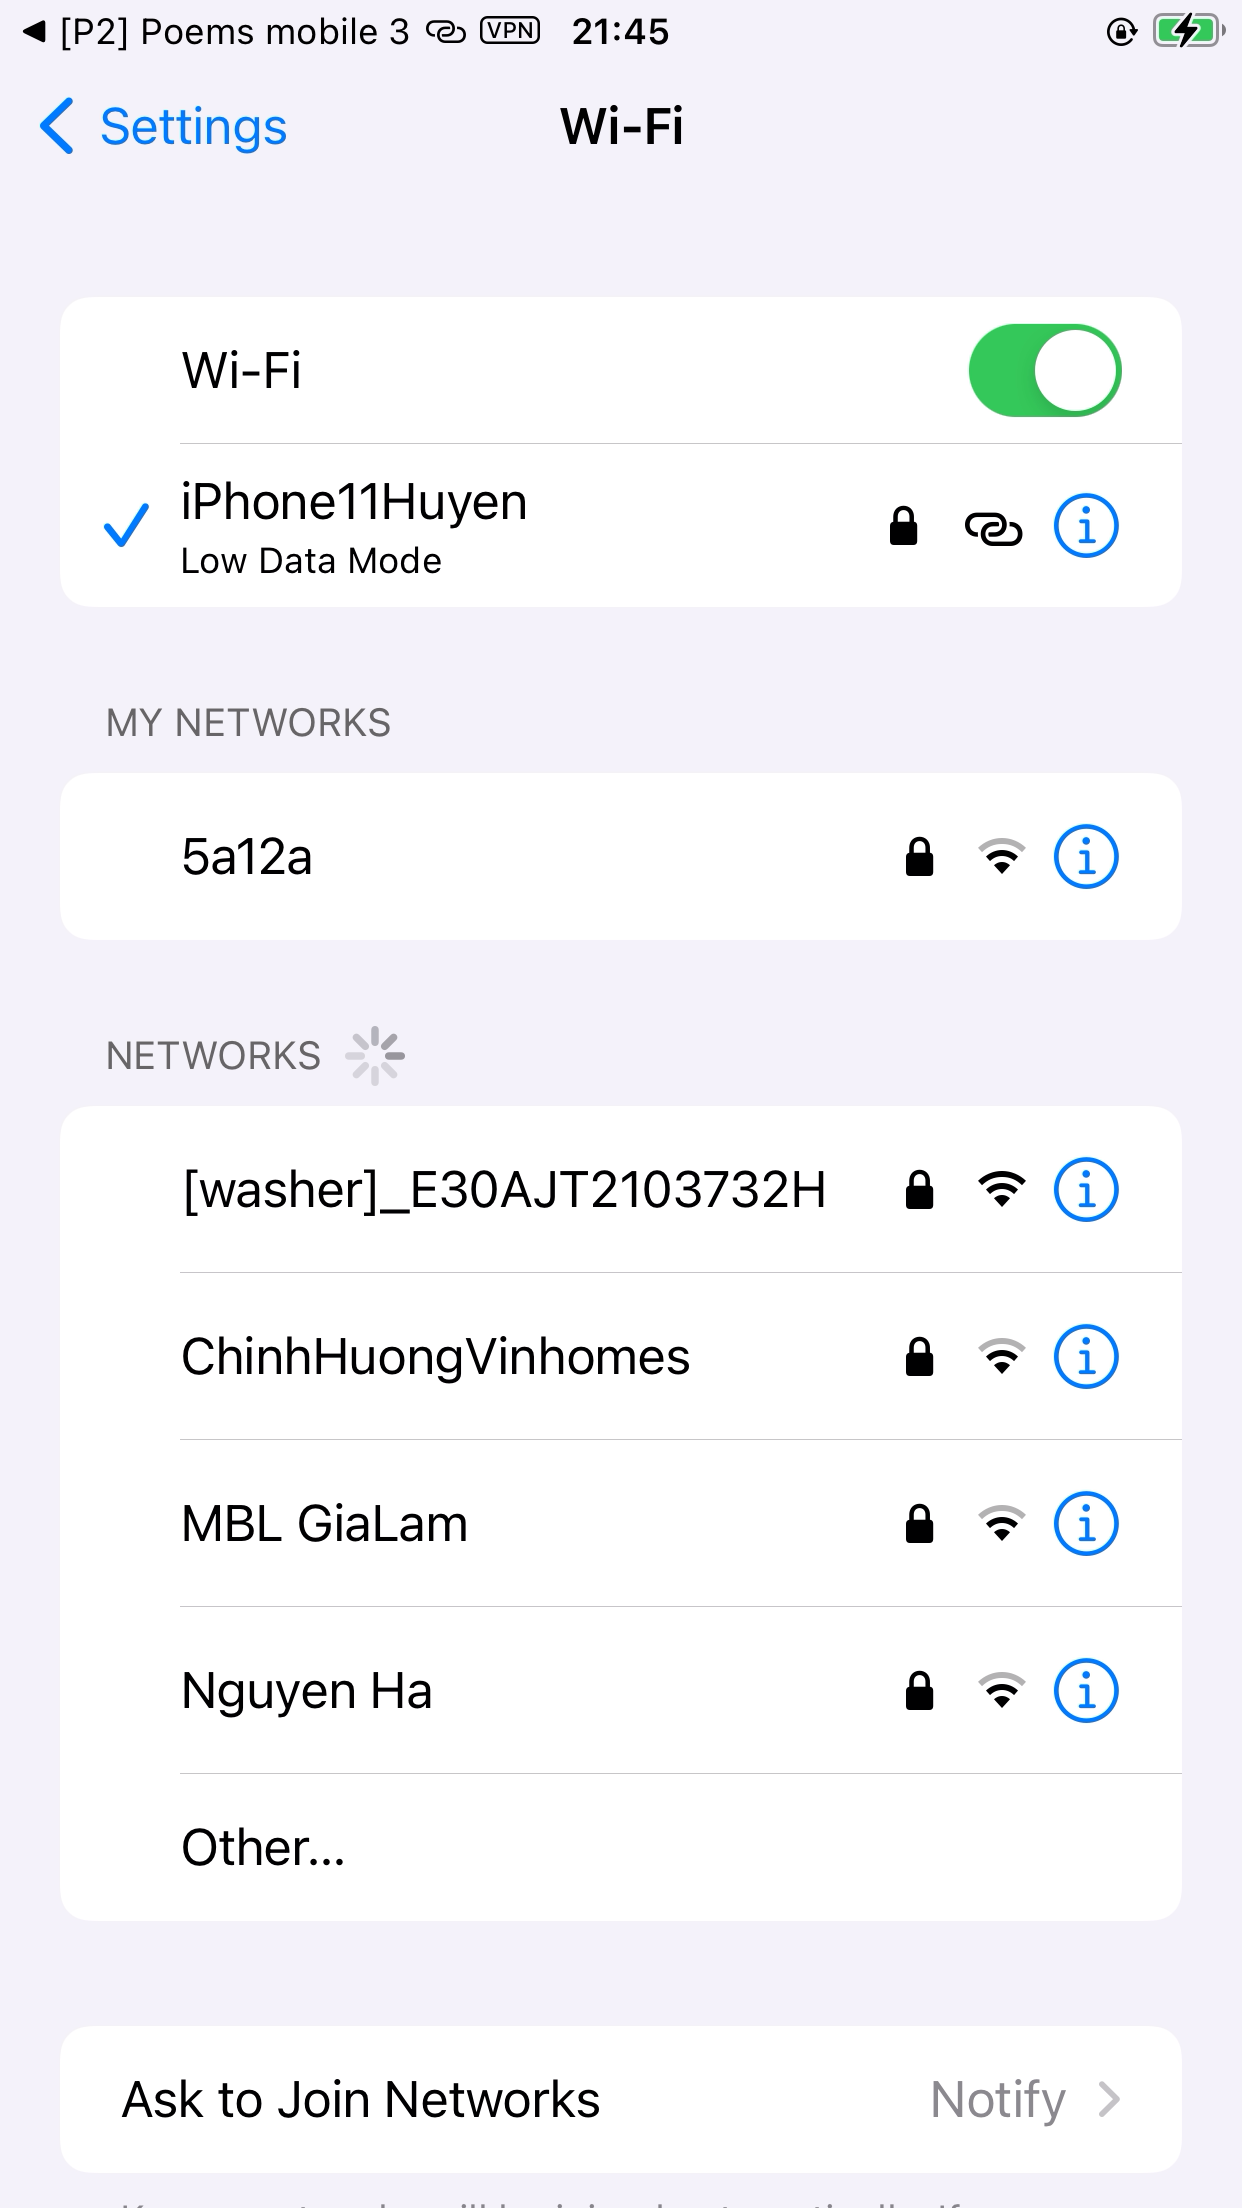 [P2] Poems mobile 3 VPN 21:45
Settings Wi-Fi
Wi-Fi
iPhone11Huyen
Low Data Mode
MY NETWORKS
5a12a
NETWORKS
[washer]_E30AJT2103732H
ChinhHuongVinhomes
MBL GiaLam
Nguyen Ha
Other...
Ask to Join Networks Notify